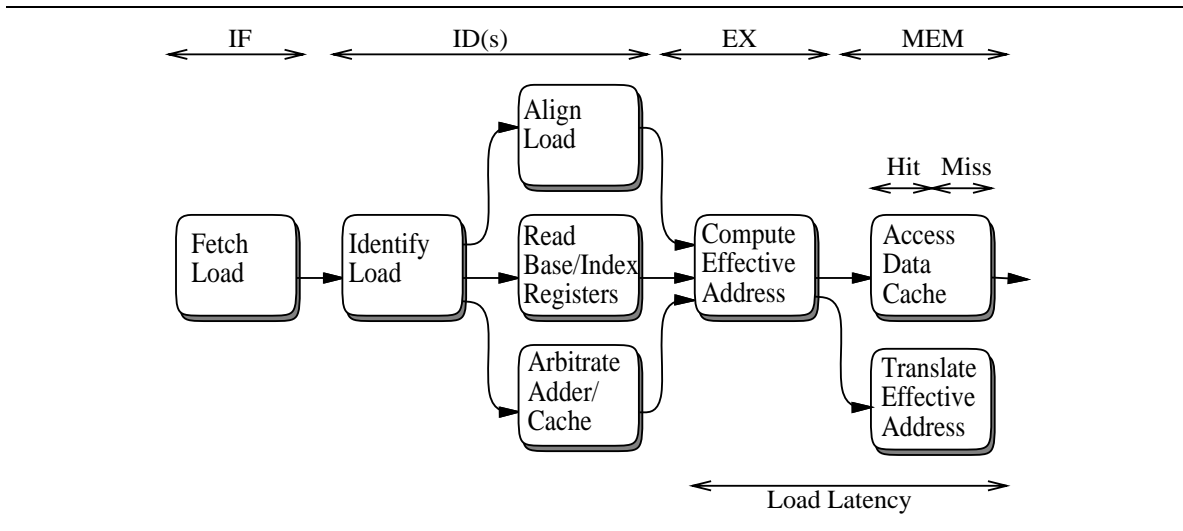 IF
ID(s)
EX
MEM
Align
Load
Hit
Miss
Fetch
Load
Identify
Load
Read
Base/Index
Registers
Compute
Effective
Address
Access
Data
Cache
Arbitrate
Adder/
Cache
Translate
Effective
Address
Load Latency